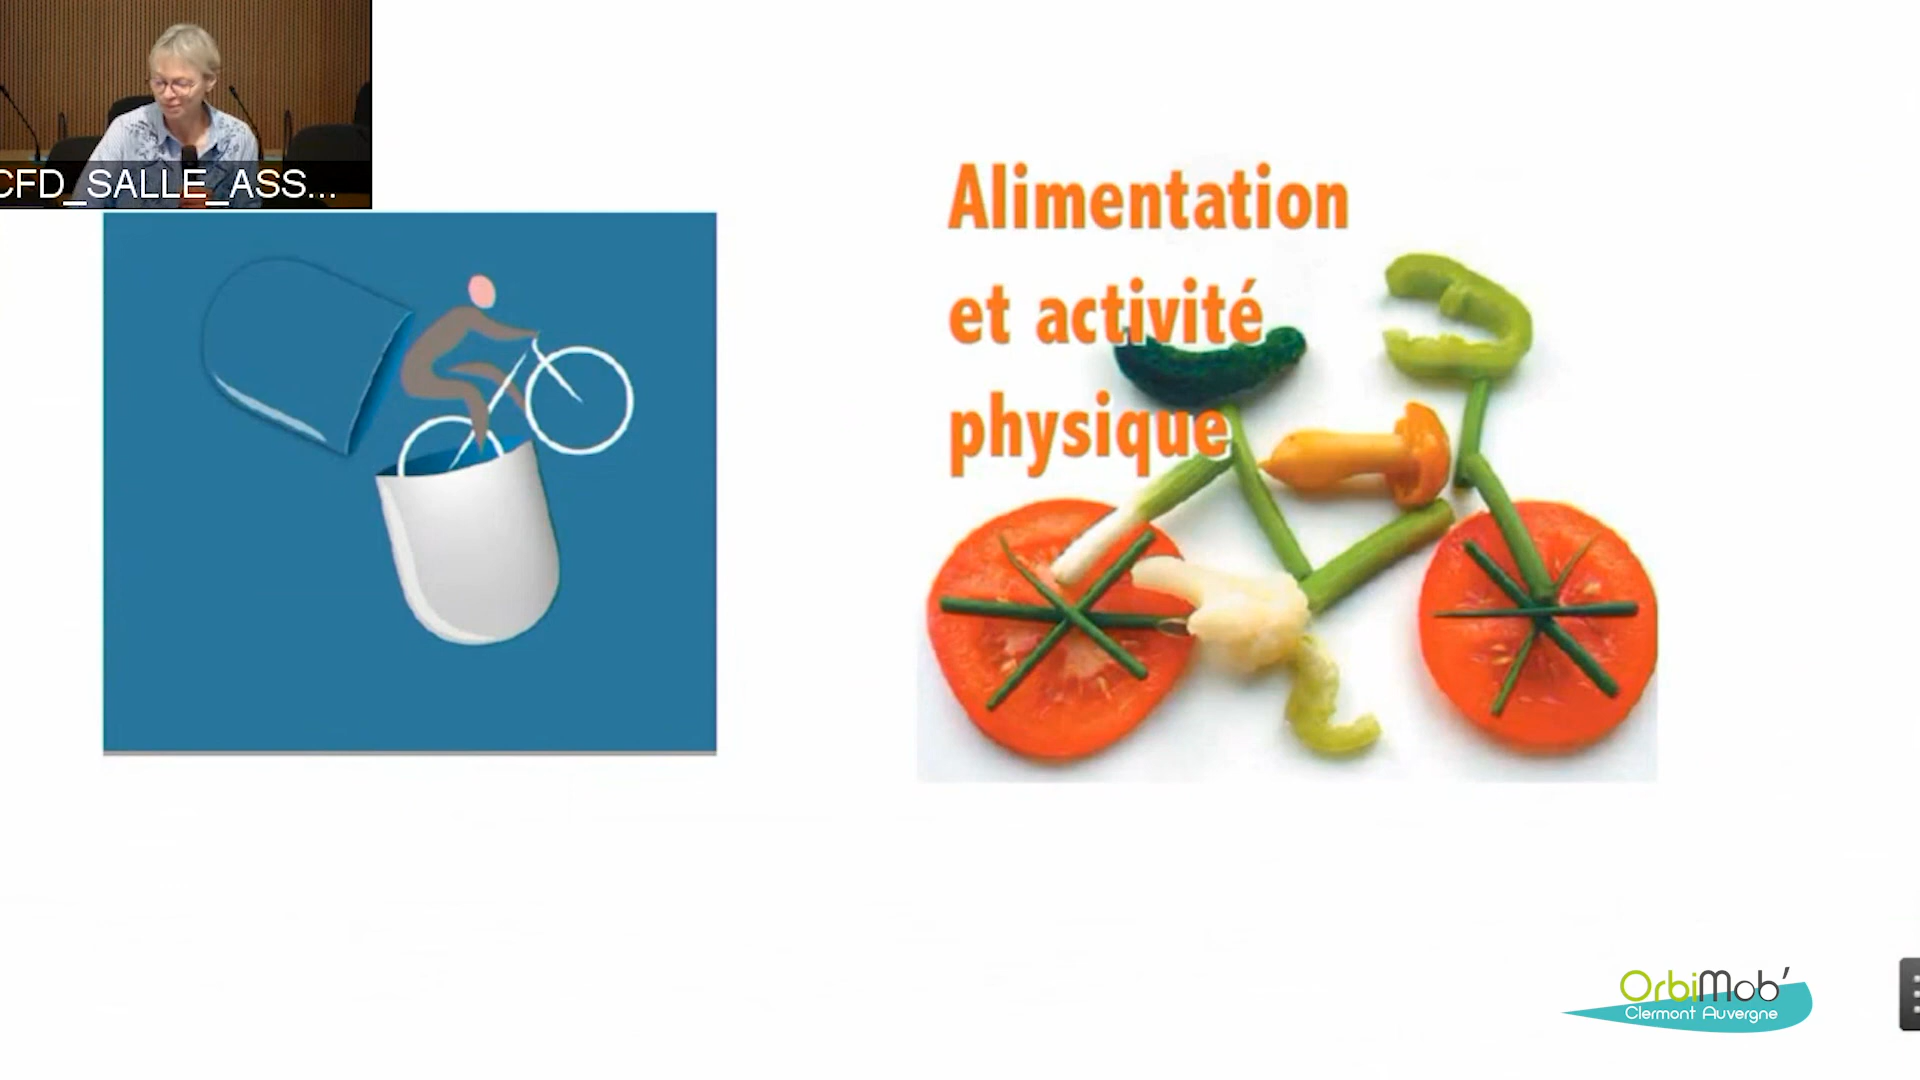 CFD_SALLE_ASS...
Alimentation
et activité
physique
OrbiMob'
Clermont Auvergne